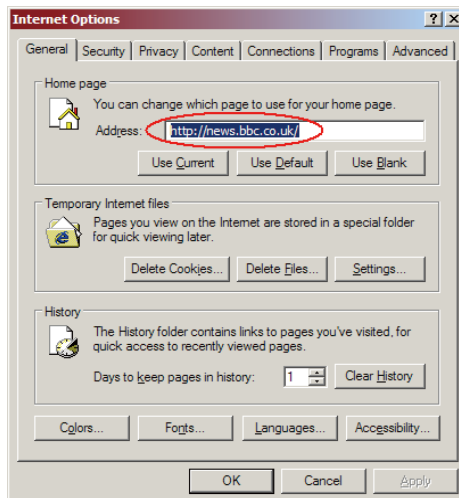 Internet Options
General Security Privacy Content Connections Programs Advanced
Home page
You can change which page to use for your home page.
Address: http://news.bbc.co.uk/
Use Current Use Default Use Blank
Temporary Internet files
Pages you view on the Internet are stored in a special folder
for quick viewing later.
Delete Cookies... Delete Files... Settings...
History
The History folder contains links to pages you've visited, for
quick access to recently viewed pages.
Days to keep pages in history: 1 Clear History
Colors... Fonts... Languages... Accessibility...
OK Cancel Apply